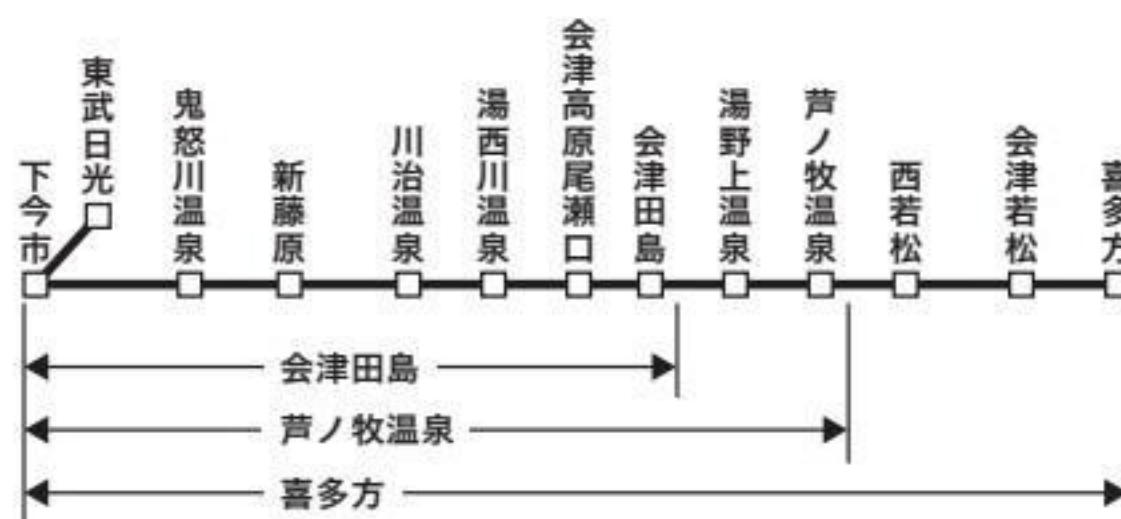 下今市
東武日光
鬼怒川温泉
新藤原
川治温泉
湯西川温泉
会津高原尾瀬口
会津田島
湯野上温泉
芦ノ牧温泉
西若松
会津若松
喜多方
会津田島
芦ノ牧温泉
喜多方